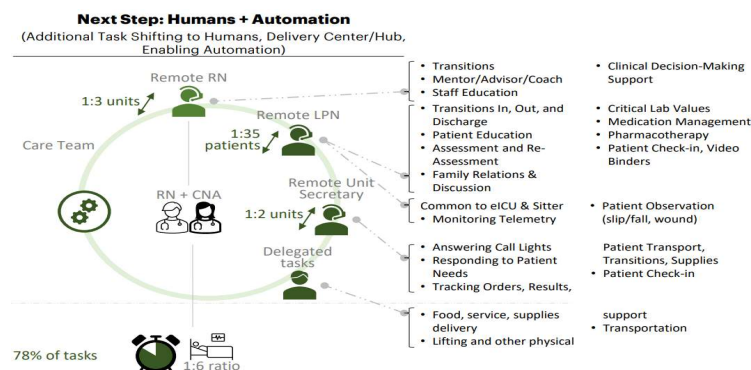 Next Step: Humans + Automation
(Additional Task Shifting to Humans, Delivery Center/Hub,
Enabling Automation)
Remote RN
1:3 units
Remote LPN
1:35
patients
Care Team
RN + CNA
Remote Unit
Secretary
1:2 units
Delegated
tasks
78% of tasks
1:6 ratio
• Transitions
• Mentor/Advisor/Coach
• Staff Education
• Clinical Decision-Making
Support
• Transitions In, Out, and
Discharge
• Patient Education
• Assessment and Re-
Assessment
• Family Relations &
Discussion
• Critical Lab Values
• Medication Management
• Pharmacotherapy
• Patient Check-in, Video
Binders
Common to eICU & Sitter
• Monitoring Telemetry
• Patient Observation
(slip/fall, wound)
• Answering Call Lights
• Responding to Patient
Needs
• Tracking Orders, Results,
Patient Transport,
Transitions, Supplies
• Patient Check-in
• Food, service, supplies
delivery
• Lifting and other physical
support
• Transportation